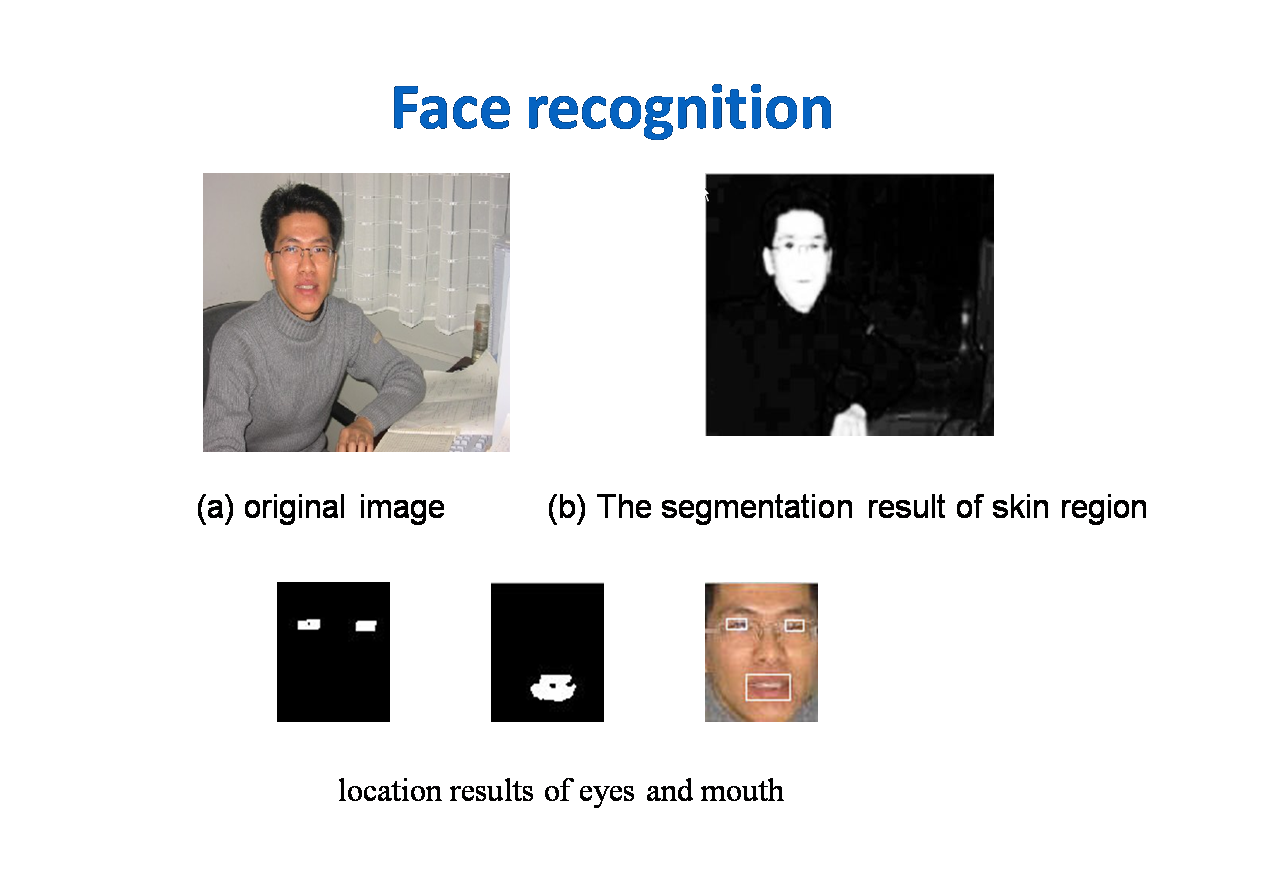 Face recognition
(a) original image
(b) The segmentation result of skin region
location results of eyes and mouth